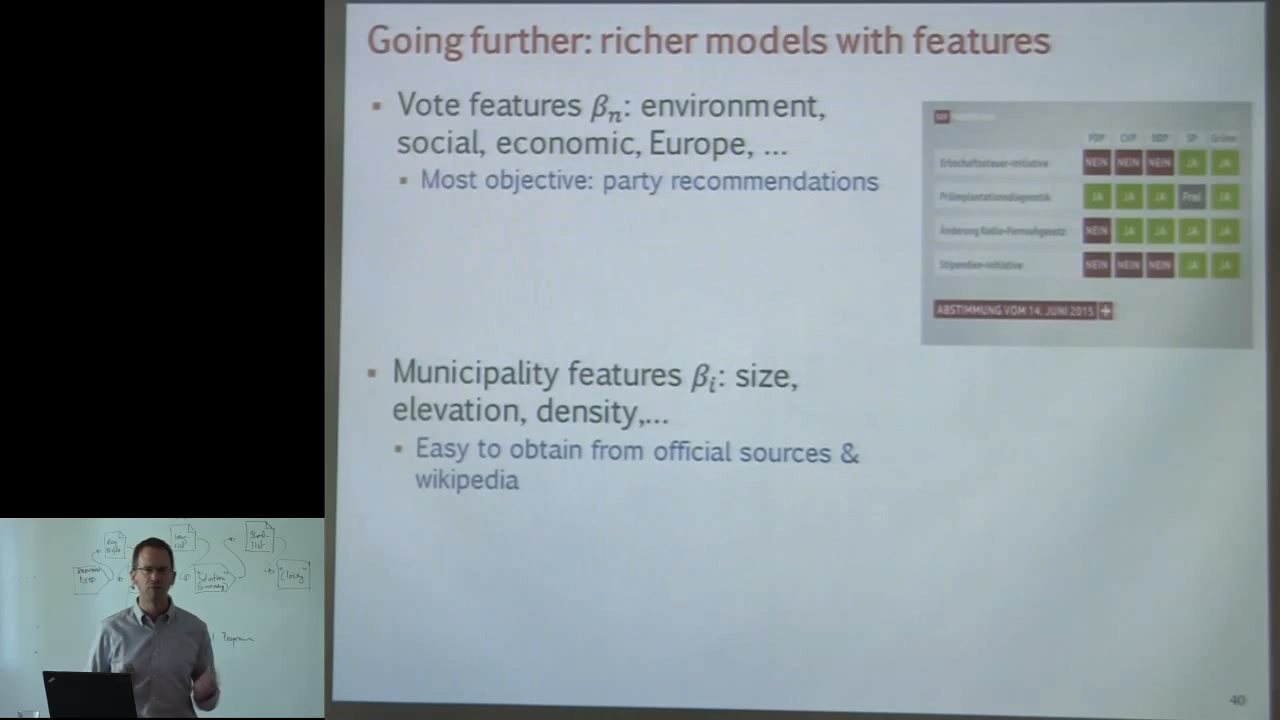 Going further: richer models with features
▪ Vote features βn: environment,
social, economic, Europe, ...
▪ Most objective: party recommendations
SRF
FDP CVP BDP SP Grüne
Erbschaftssteuer-Initiative NEIN NEIN NEIN JA JA
Präimplantationsdiagnostik JA JA JA Frei JA
Änderung Radio-Fernsehgesetz NEIN JA JA JA JA
Stipendien-Initiative NEIN NEIN NEIN JA JA
ABSTIMMUNG VOM 14. JUNI 2015
▪ Municipality features βi: size,
elevation, density,...
▪ Easy to obtain from official sources &
wikipedia
40
Closing